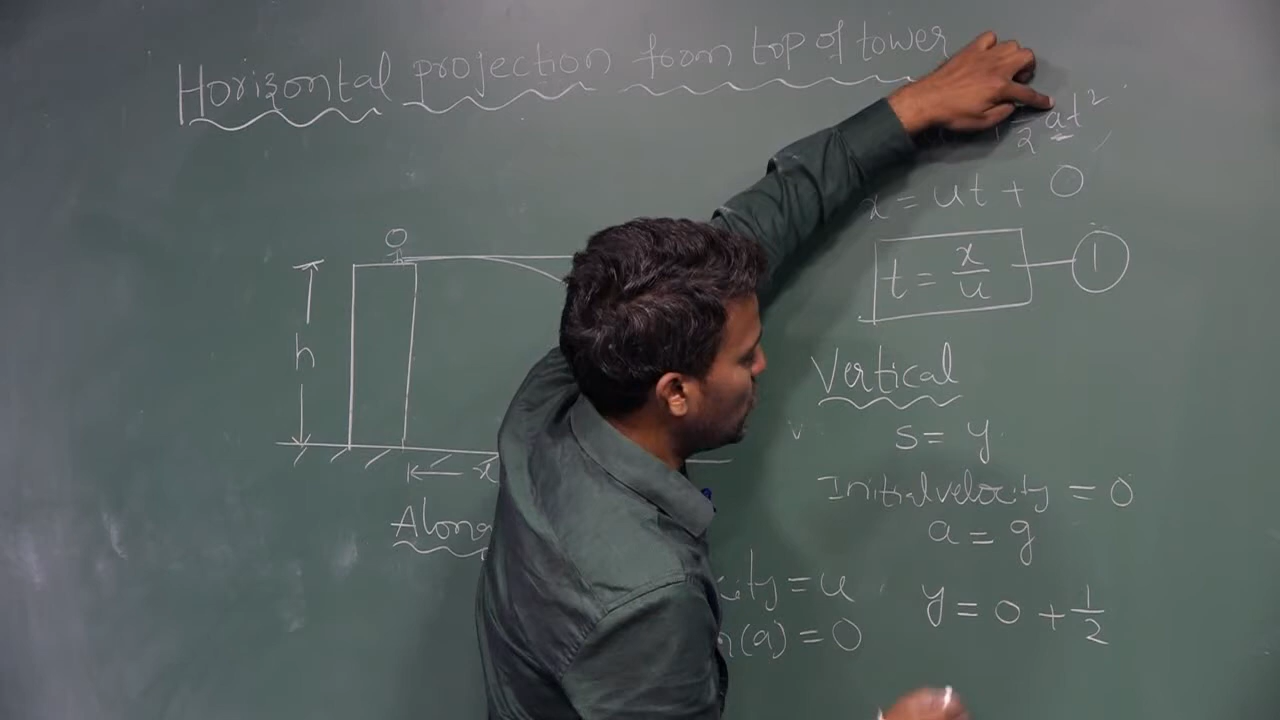 Horizontal projection from top of tower
1/2 at²
x = ut + 0
t = x/u — 1
h
x
Along
Vertical
s = y
Initial velocity = 0
a = g
= u
(a) = 0
y = 0 + 1/2